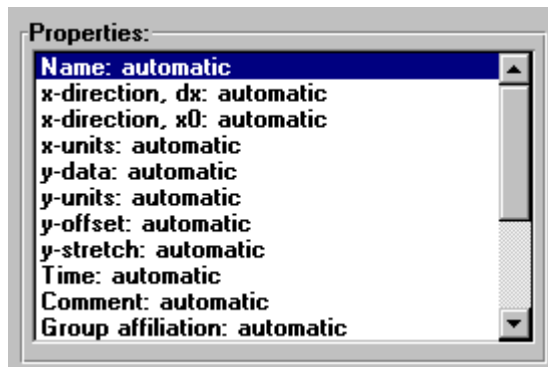 Properties:
Name: automatic
x-direction, dx: automatic
x-direction, x0: automatic
x-units: automatic
y-data: automatic
y-units: automatic
y-offset: automatic
y-stretch: automatic
Time: automatic
Comment: automatic
Group affiliation: automatic